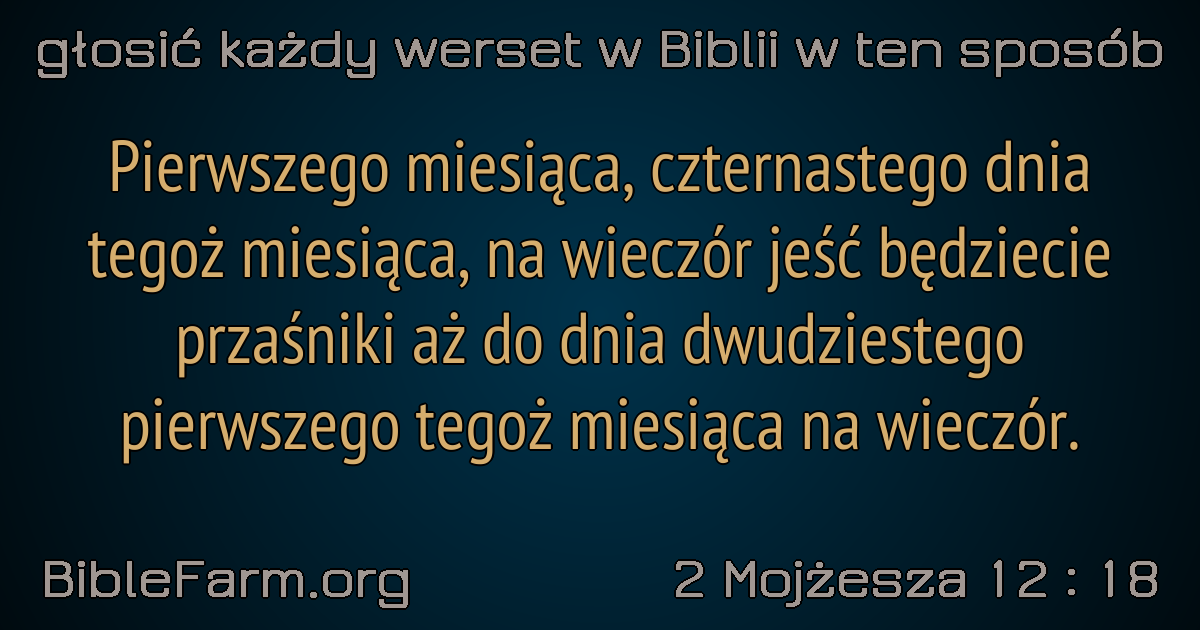 głosić każdy werset w Biblii w ten sposób
Pierwszego miesiąca, czternastego dnia
tegoż miesiąca, na wieczór jeść będziecie
przaśniki aż do dnia dwudziestego
pierwszego tegoż miesiąca na wieczór.
BibleFarm.org
2 Mojżesza 12 : 18